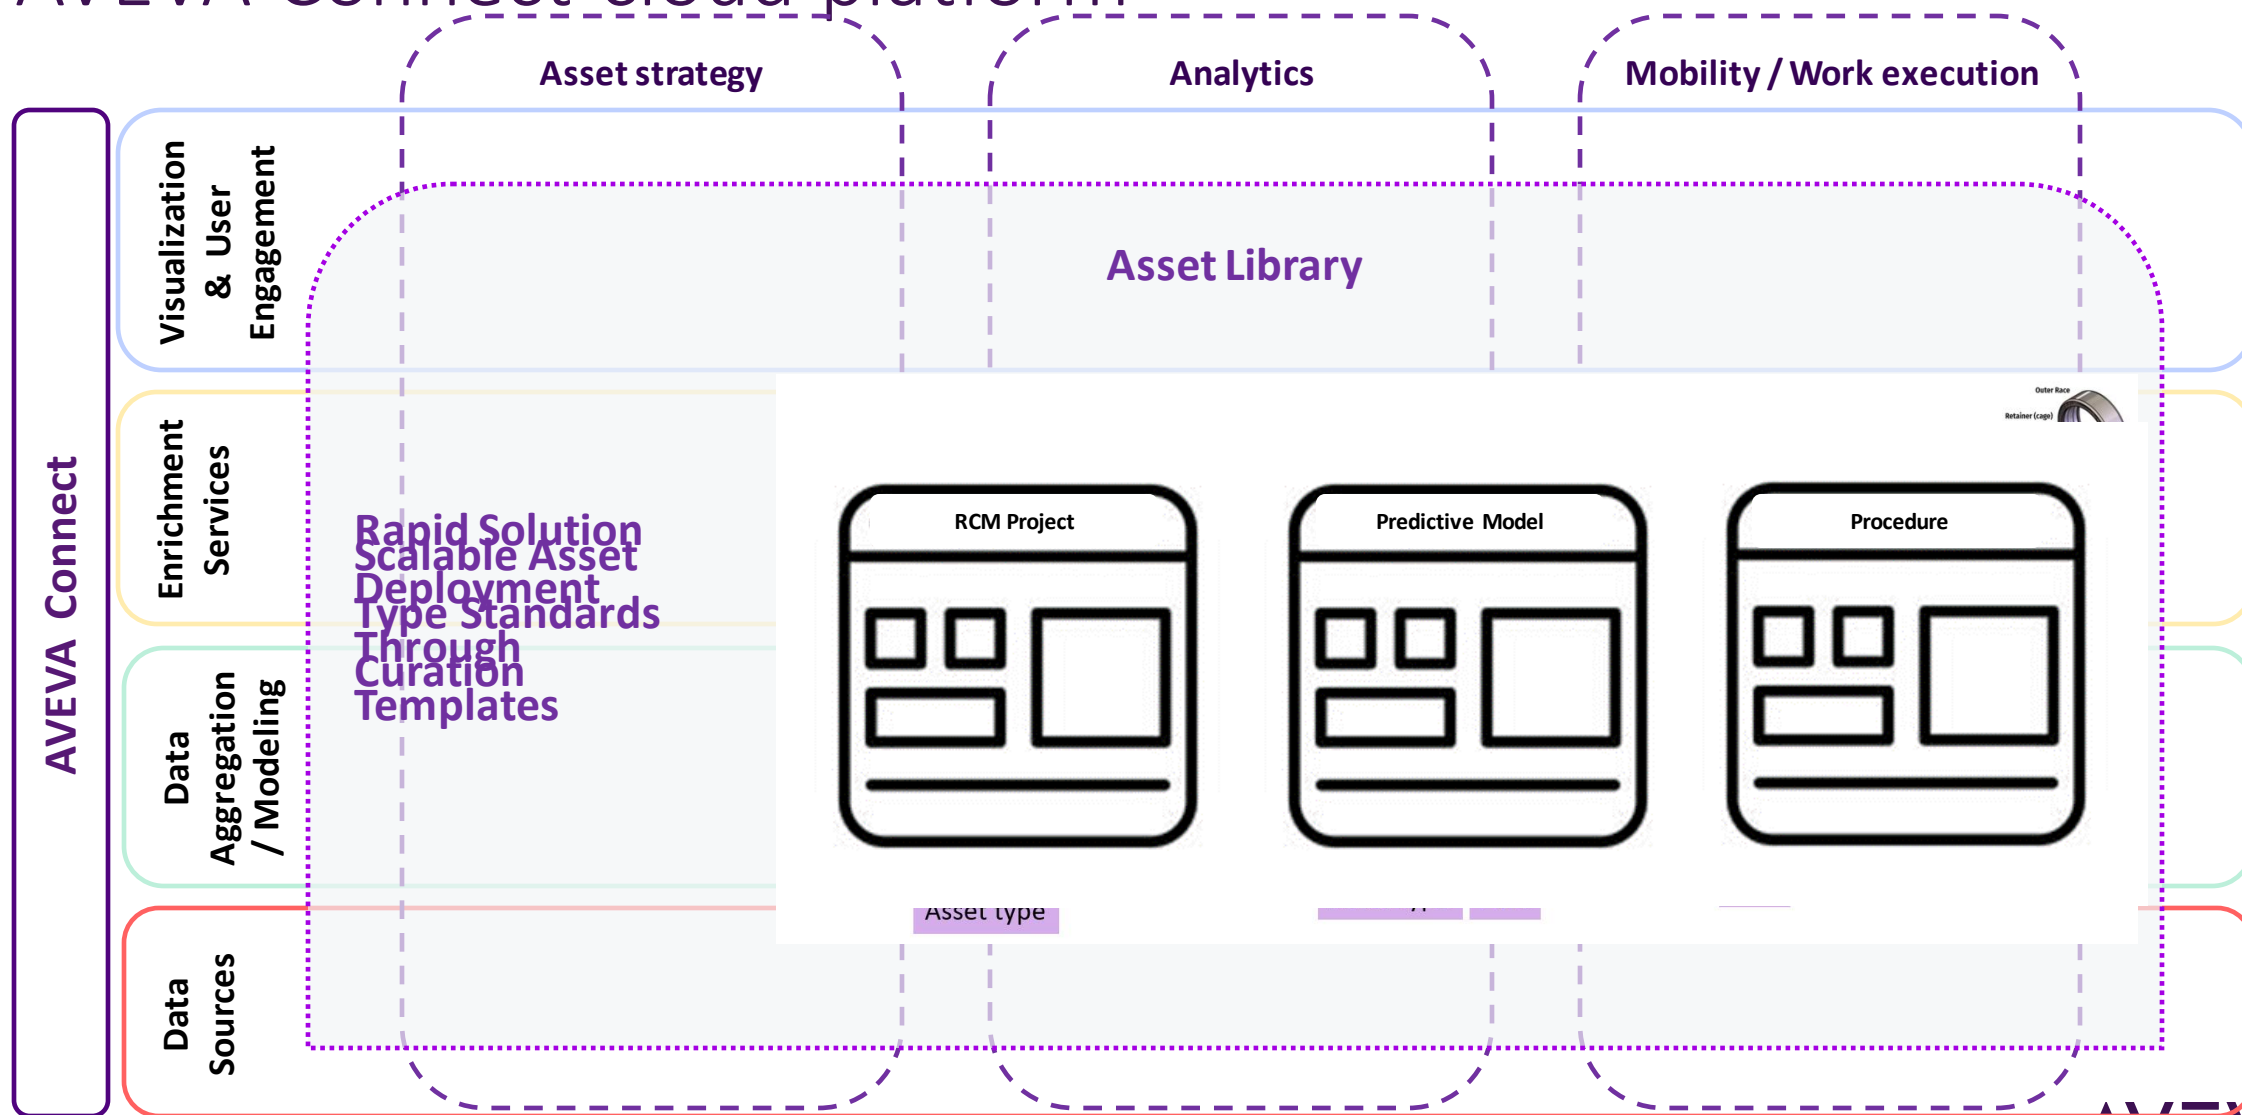 AVEVA Connect cloud platform
Asset strategy
Analytics
Mobility / Work execution
AVEVA Connect
Visualization
& User
Engagement
Asset Library
Outer Race
Retainer (cage)
Enrichment
Services
Rapid Solution
Deployment
Through
Templates
Scalable Asset
Type Standards
Curation
RCM Project
Predictive Model
Procedure
Data
Aggregation
/ Modeling
Asset type
Data
Sources